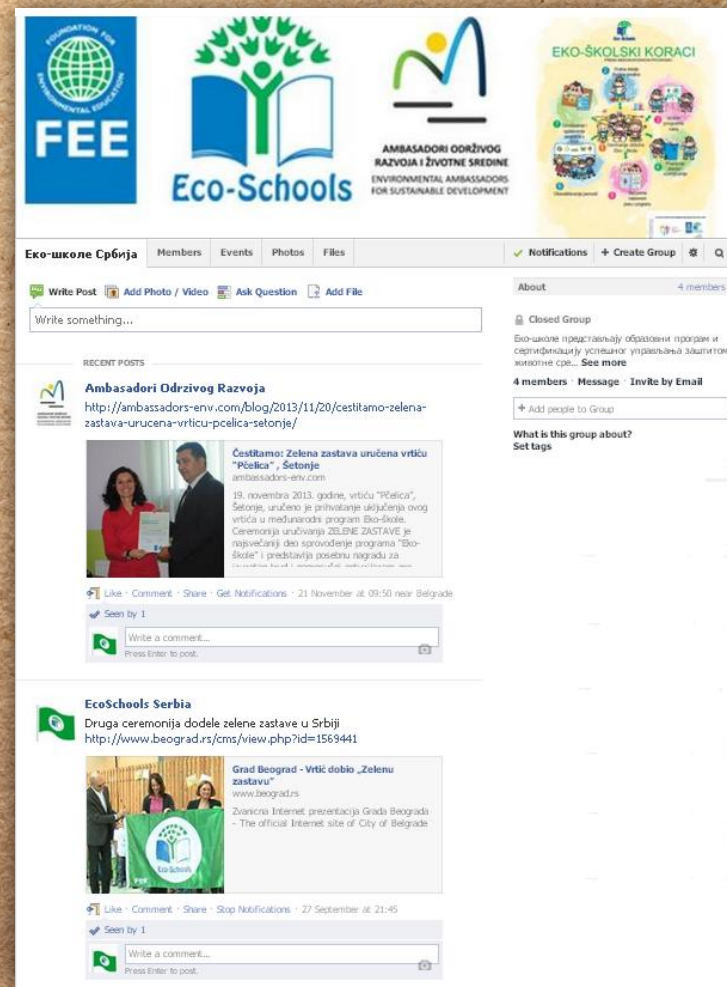 FOUNDATION FOR
ENVIRONMENTAL EDUCATION
FEE
Eco-Schools
AMBASADORI ODRŽIVOG
RAZVOJA I ŽIVOTNE SREDINE
ENVIRONMENTAL AMBASSADORS
FOR SUSTAINABLE DEVELOPMENT
Eco-Schools
EKO-ŠKOLSKI KORACI
Еко-школе Србија
Members
Events
Photos
Files
Notifications
+ Create Group
Write Post
Add Photo / Video
Ask Question
Add File
Write something...
About
4 members
Closed Group
Еко-школе представљају образовни програм и
сертификацију успешног управљања заштитом
животне сре... See more
4 members · Message · Invite by Email
+ Add people to Group
What is this group about?
Set tags
RECENT POSTS
Ambasadori Odrzivog Razvoja
http://ambassadors-env.com/blog/2013/11/20/cestitamo-zelena-
zastava-urucena-vrticu-pcelica-setonje/
Čestitamo: Zelena zastava uručena vrtiću
"Pčelica" , Šetonje
ambassadors-env.com
19. novembra 2013. godine, vrtiću "Pčelica",
Šetonje, uručeno je prihvatanje uključenja ovog
vrtića u međunarodni program Eko-škole.
Ceremonija uručivanja ZELENE ZASTAVE je
najsvečaniji deo sprovođenje programa "Eko-
škole" i predstavlja posebnu nagradu za
Like · Comment · Share · Get Notifications · 21 November at 09:50 near Belgrade
Seen by 1
Write a comment...
Press Enter to post.
EcoSchools Serbia
Druga ceremonija dodele zelene zastave u Srbiji
http://www.beograd.rs/cms/view.php?id=1569441
Grad Beograd - Vrtić dobio „Zelenu
zastavu"
www.beograd.rs
Zvanicna Internet prezentacija Grada Beograda
- The official Internet site of City of Belgrade
Eco-Schools
FEE
Like · Comment · Share · Stop Notifications · 27 September at 21:45
Seen by 1
Write a comment...
Press Enter to post.